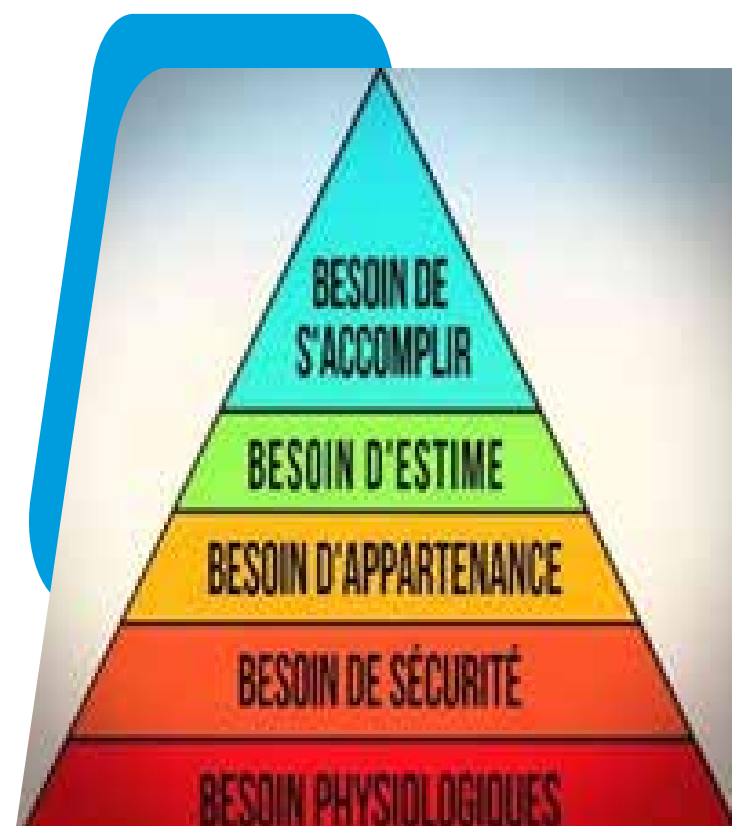 BESOIN DE
S'ACCOMPLIR
BESOIN D'ESTIME
BESOIN D'APPARTENANCE
BESOIN DE SÉCURITÉ
BESOIN PHYSIOLOGIQUES